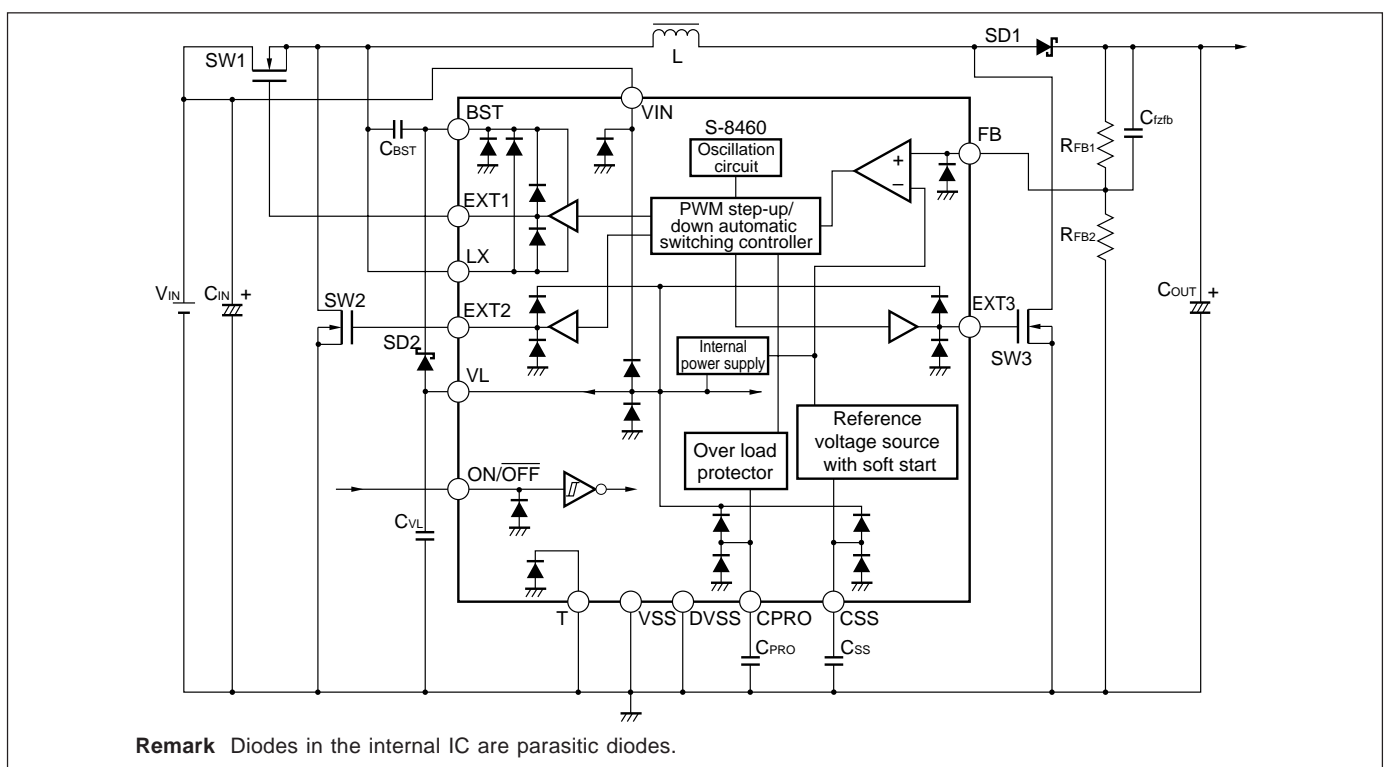 SD1
SW1
L
BST
VIN
CBST
S-8460
Oscillation
circuit
FB
Cfzfb
RFB1
+
−
EXT1
PWM step-up/
down automatic
switching controller
RFB2
LX
VIN
CIN
+
SW2
EXT2
EXT3
COUT
+
SD2
Internal
power supply
SW3
VL
Reference
voltage source
with soft start
Over load
protector
ON/OFF
CVL
T
VSS
DVSS
CPRO
CSS
CPRO
CSS
Remark Diodes in the internal IC are parasitic diodes.